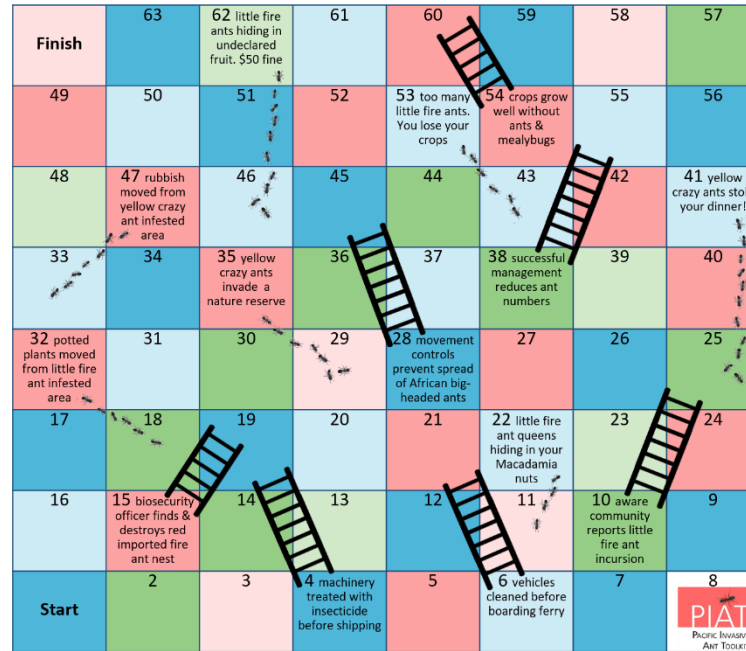 Finish
63
62 little fire
ants hiding in
undeclared
fruit. $50 fine
61
60
59
58
57
49
50
51
52
53 too many
little fire ants.
You lose your
crops
54 crops grow
well without
ants &
mealybugs
55
56
48
47 rubbish
moved from
yellow crazy
ant infested
area
46
45
44
43
42
41 yellow
crazy ants stol
your dinner!
33
34
35 yellow
crazy ants
invade a
nature reserve
36
37
38 successful
management
reduces ant
numbers
39
40
32 potted
plants moved
from little fire
ant infested
area
31
30
29
28 movement
controls
prevent spread
of African big-
headed ants
27
26
25
17
18
19
20
21
22 little fire
ant queens
hiding in your
Macadamia
nuts
23
24
16
15 biosecurity
officer finds &
destroys red
imported fire
ant nest
14
13
12
11
10 aware
community
reports little
fire ant
incursion
9
Start
2
3
4 machinery
treated with
insecticide
before shipping
5
6 vehicles
cleaned before
boarding ferry
7
8
PIAT
Pacific Invasiv
Ant Toolki